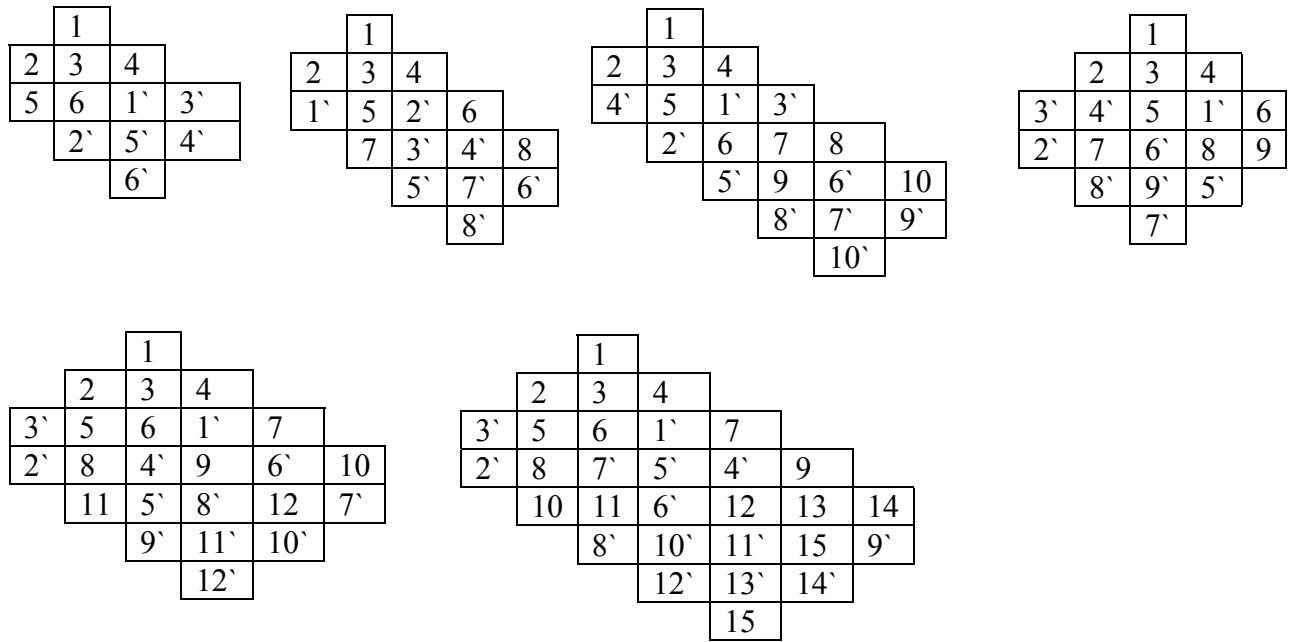 1
2 3 4
5 6 1` 3`
2` 5` 4`
6`
1
2 3 4
1` 5 2` 6
7 3` 4` 8
5` 7` 6`
8`
1
2 3 4
4` 5 1` 3`
2` 6 7 8
5` 9 6` 10
8` 7` 9`
10`
1
2 3 4
3` 4` 5 1` 6
2` 7 6` 8 9
8` 9` 5`
7`
1
2 3 4
3` 5 6 1` 7
2` 8 4` 9 6` 10
11 5` 8` 12 7`
9` 11` 10`
12`
1
2 3 4
3` 5 6 1` 7
2` 8 7` 5` 4` 9
10 11 6` 12 13 14
8` 10` 11` 15 9`
12` 13` 14`
15